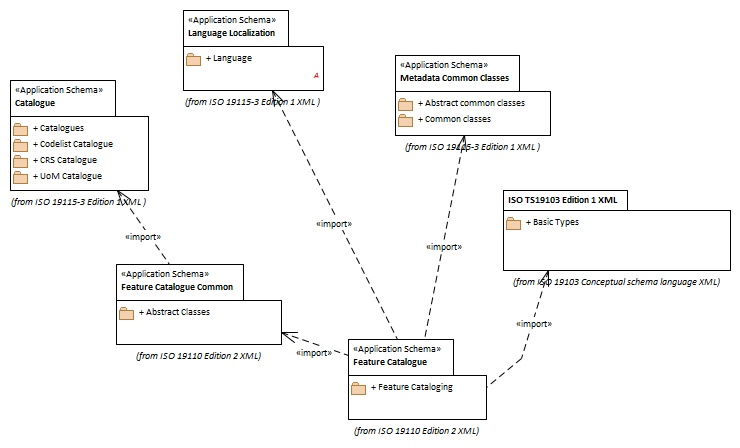 «Application Schema»
Language Localization
+ Language
A
(from ISO 19115-3 Edition 1 XML )
«Application Schema»
Metadata Common Classes
+ Abstract common classes
+ Common classes
(from ISO 19115-3 Edition 1 XML )
«Application Schema»
Catalogue
+ Catalogues
+ Codelist Catalogue
+ CRS Catalogue
+ UoM Catalogue
(from ISO 19115-3 Edition 1 XML )
ISO TS19103 Edition 1 XML
+ Basic Types
(from ISO 19103 Conceptual schema language XML)
«import»
«import»
«import»
«Application Schema»
Feature Catalogue Common
+ Abstract Classes
(from ISO 19110 Edition 2 XML)
«import»
«import»
«Application Schema»
Feature Catalogue
+ Feature Cataloging
(from ISO 19110 Edition 2 XML)